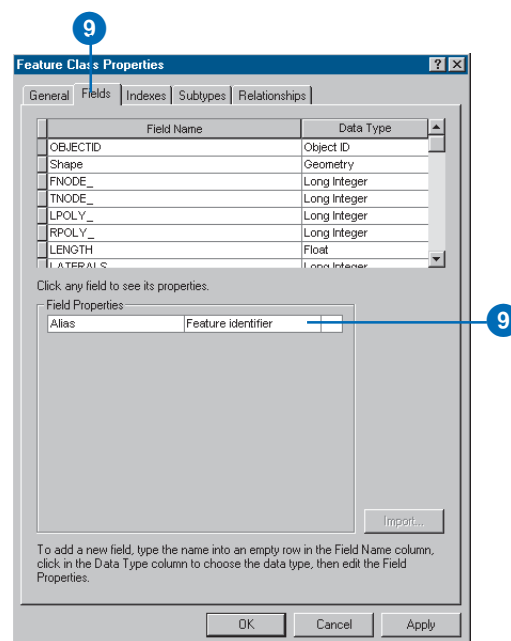 9
Feature Class Properties
General Fields Indexes Subtypes Relationships
Field Name Data Type
OBJECTID Object ID
Shape Geometry
FNODE_ Long Integer
TNODE_ Long Integer
LPOLY_ Long Integer
RPOLY_ Long Integer
LENGTH Float
LATERALS Long Integer
Click any field to see its properties.
Field Properties
Alias Feature identifier
9
Import...
To add a new field, type the name into an empty row in the Field Name column,
click in the Data Type column to choose the data type, then edit the Field
Properties.
OK Cancel Apply